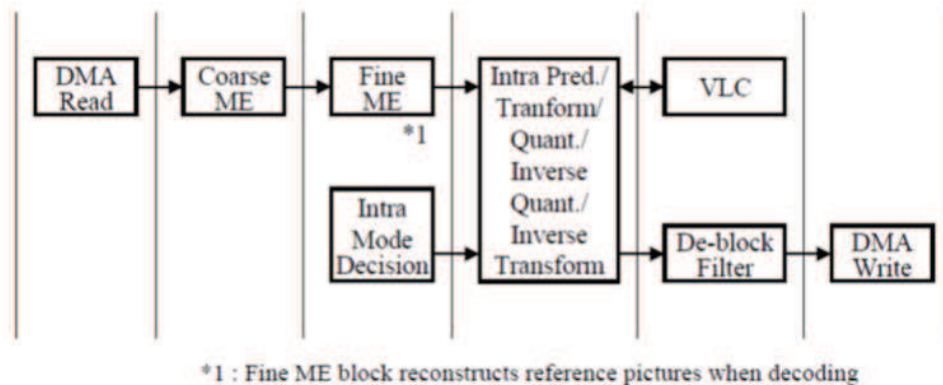 DMA
Read
Coarse
ME
Fine
ME
*1
Intra
Mode
Decision
Intra Pred./
Tranform/
Quant./
Inverse
Quant./
Inverse
Transform
VLC
De-block
Filter
DMA
Write
*1 : Fine ME block reconstructs reference pictures when decoding